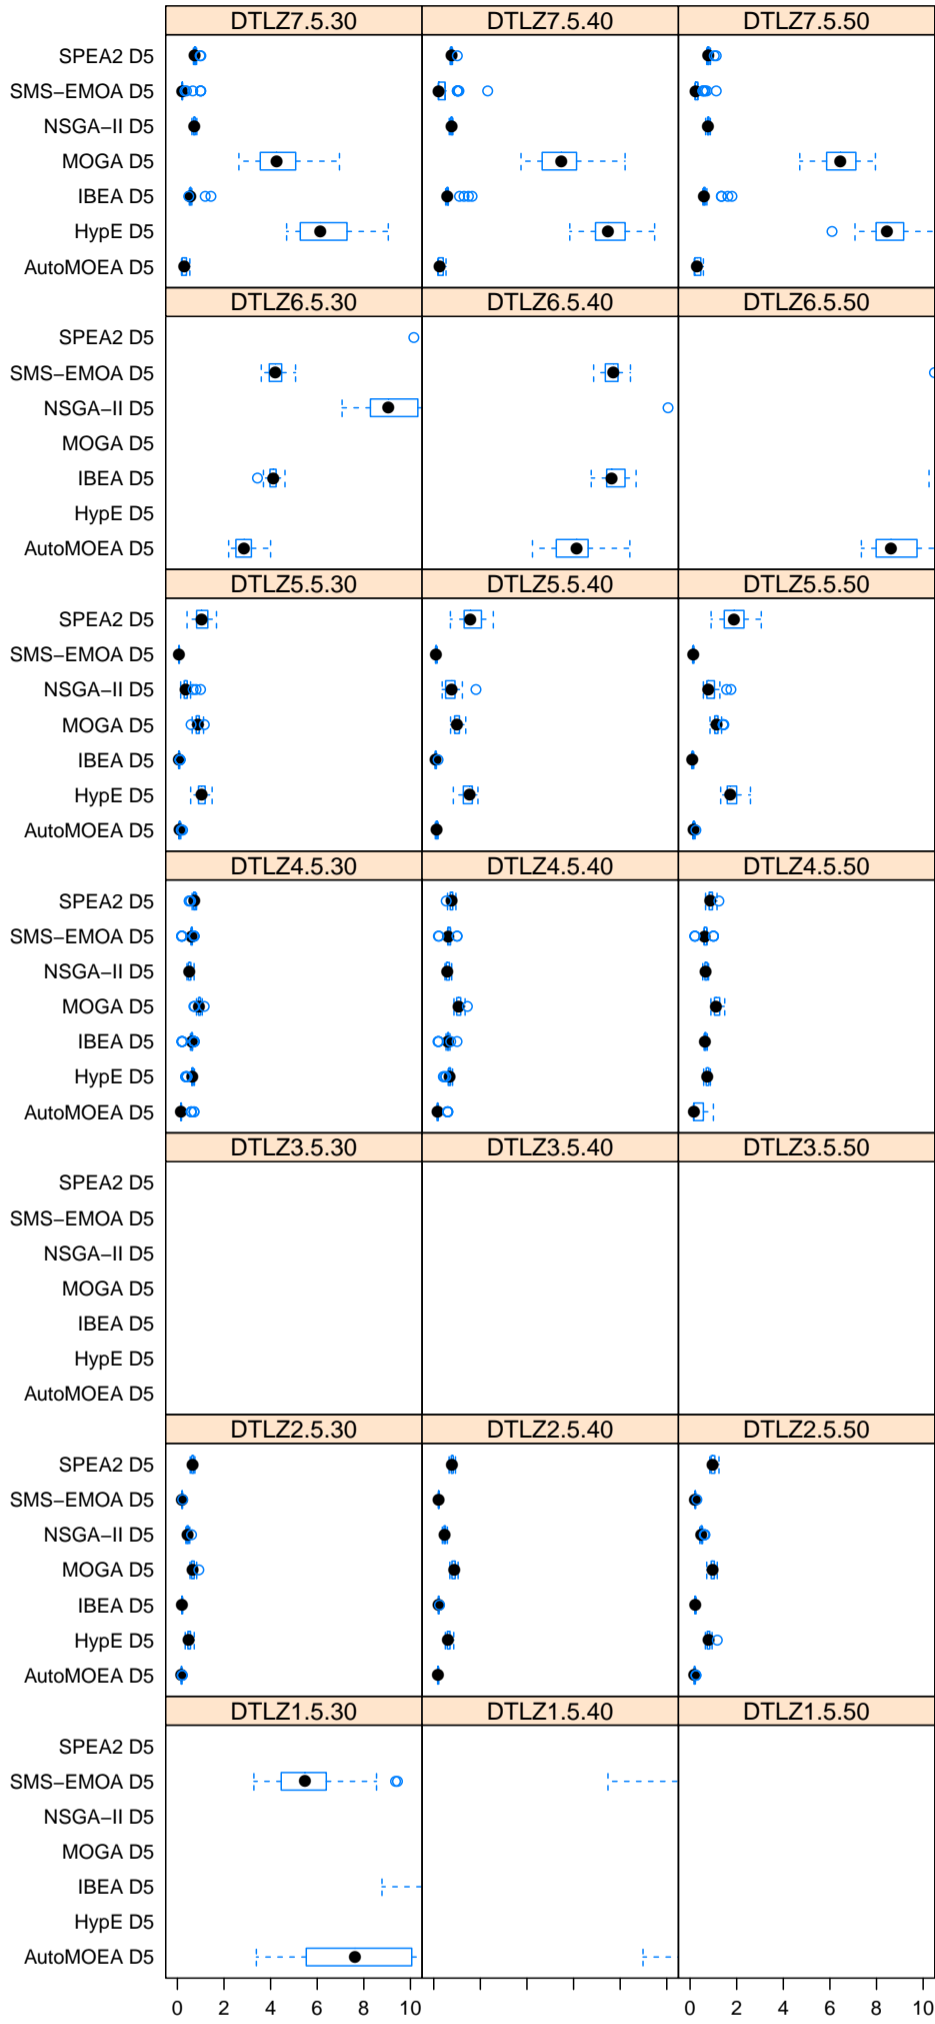 DTLZ7.5.30 DTLZ7.5.40 DTLZ7.5.50
SPEA2 D5
SMS−EMOA D5
NSGA−II D5
MOGA D5
IBEA D5
HypE D5
AutoMOEA D5
DTLZ6.5.30 DTLZ6.5.40 DTLZ6.5.50
SPEA2 D5
SMS−EMOA D5
NSGA−II D5
MOGA D5
IBEA D5
HypE D5
AutoMOEA D5
DTLZ5.5.30 DTLZ5.5.40 DTLZ5.5.50
SPEA2 D5
SMS−EMOA D5
NSGA−II D5
MOGA D5
IBEA D5
HypE D5
AutoMOEA D5
DTLZ4.5.30 DTLZ4.5.40 DTLZ4.5.50
SPEA2 D5
SMS−EMOA D5
NSGA−II D5
MOGA D5
IBEA D5
HypE D5
AutoMOEA D5
DTLZ3.5.30 DTLZ3.5.40 DTLZ3.5.50
SPEA2 D5
SMS−EMOA D5
NSGA−II D5
MOGA D5
IBEA D5
HypE D5
AutoMOEA D5
DTLZ2.5.30 DTLZ2.5.40 DTLZ2.5.50
SPEA2 D5
SMS−EMOA D5
NSGA−II D5
MOGA D5
IBEA D5
HypE D5
AutoMOEA D5
DTLZ1.5.30 DTLZ1.5.40 DTLZ1.5.50
SPEA2 D5
SMS−EMOA D5
NSGA−II D5
MOGA D5
IBEA D5
HypE D5
AutoMOEA D5
0 2 4 6 8 10 0 2 4 6 8 10